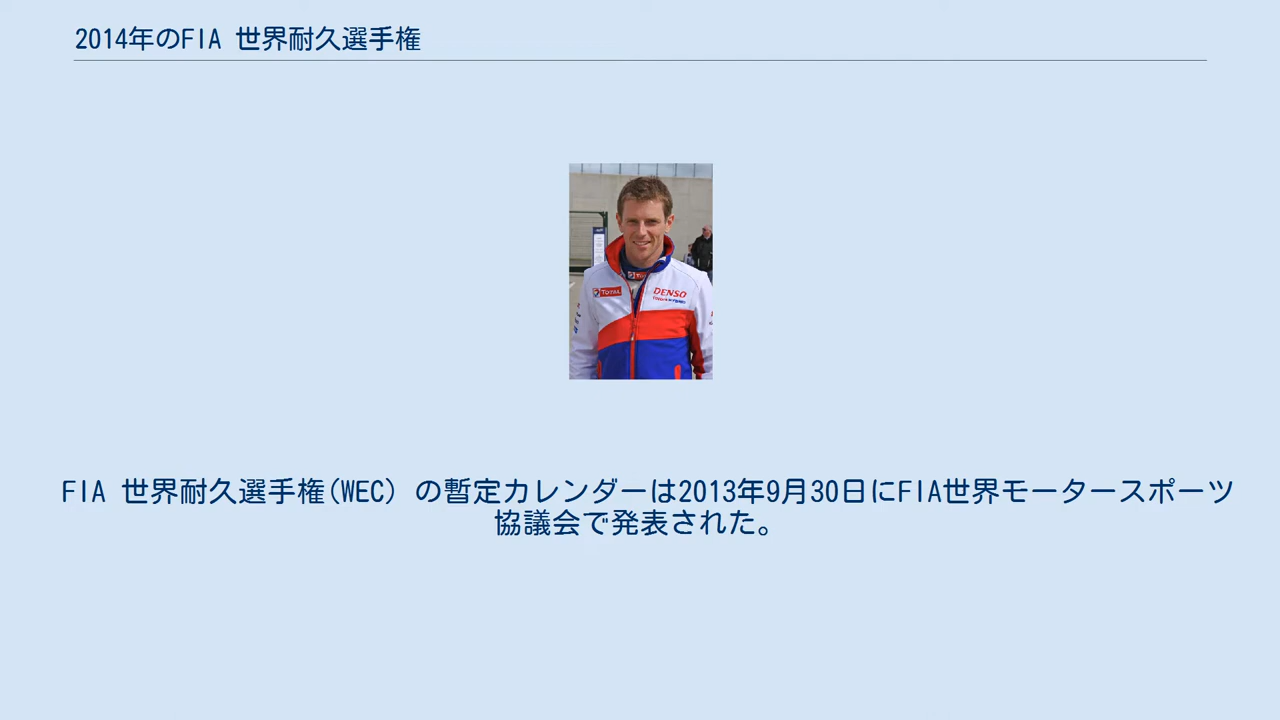 2014年のFIA 世界耐久選手権
TOTAL
DENSO
FIA 世界耐久選手権(WEC) の暫定カレンダーは2013年9月30日にFIA世界モータースポーツ
協議会で発表された。